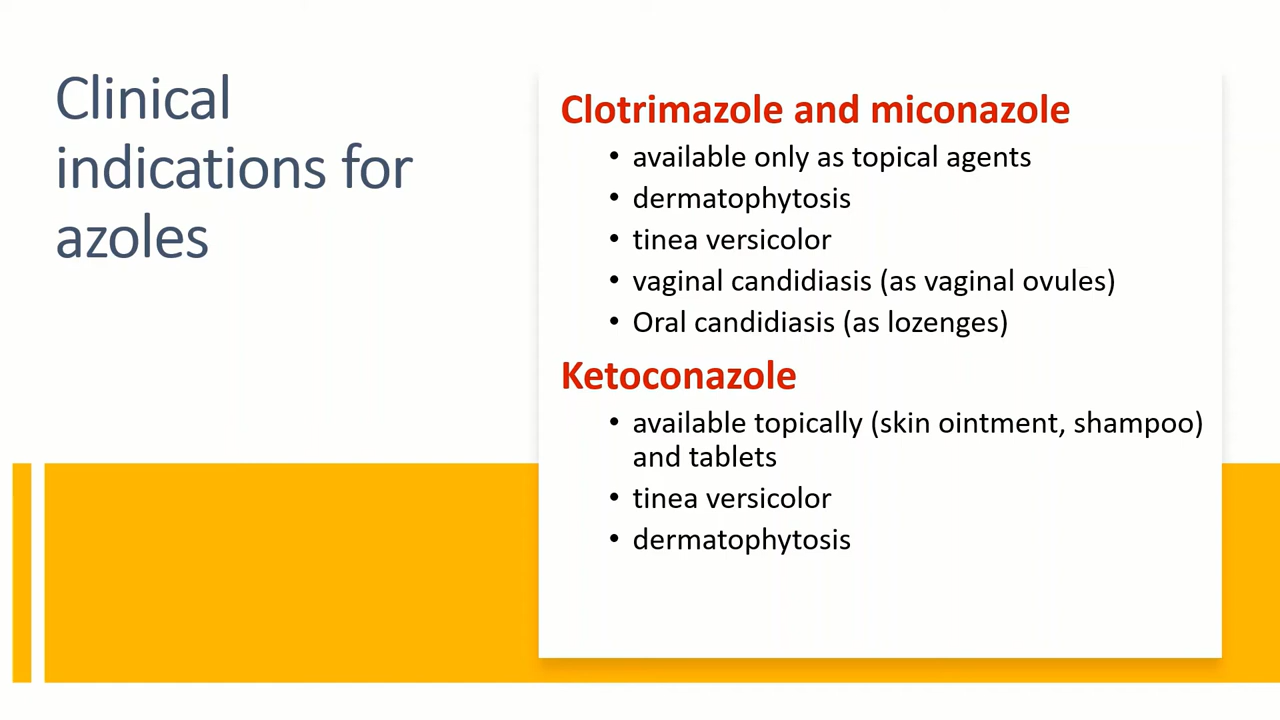 Clinical
indications for
azoles
Clotrimazole and miconazole
• available only as topical agents
• dermatophytosis
• tinea versicolor
• vaginal candidiasis (as vaginal ovules)
• Oral candidiasis (as lozenges)
Ketoconazole
• available topically (skin ointment, shampoo)
and tablets
• tinea versicolor
• dermatophytosis